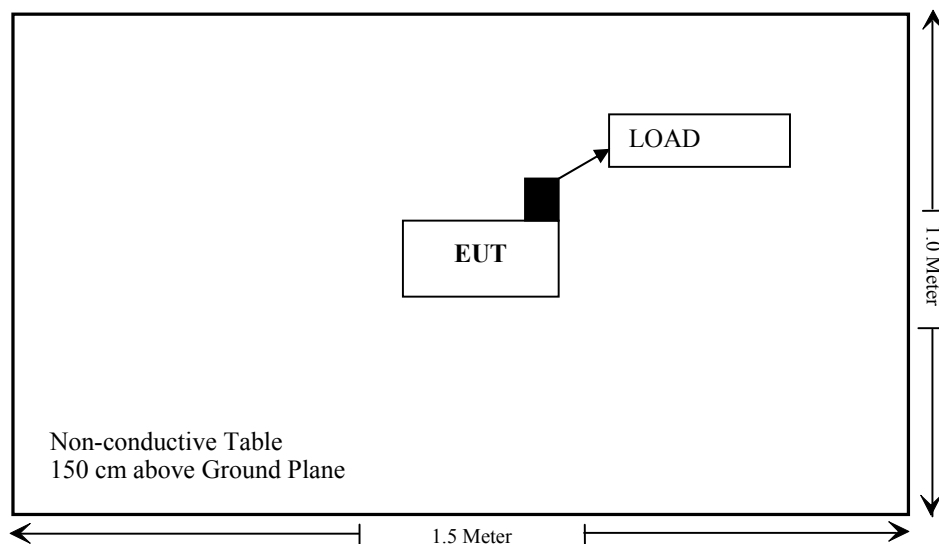 LOAD
EUT
1.0 Meter
Non-conductive Table
150 cm above Ground Plane
1.5 Meter